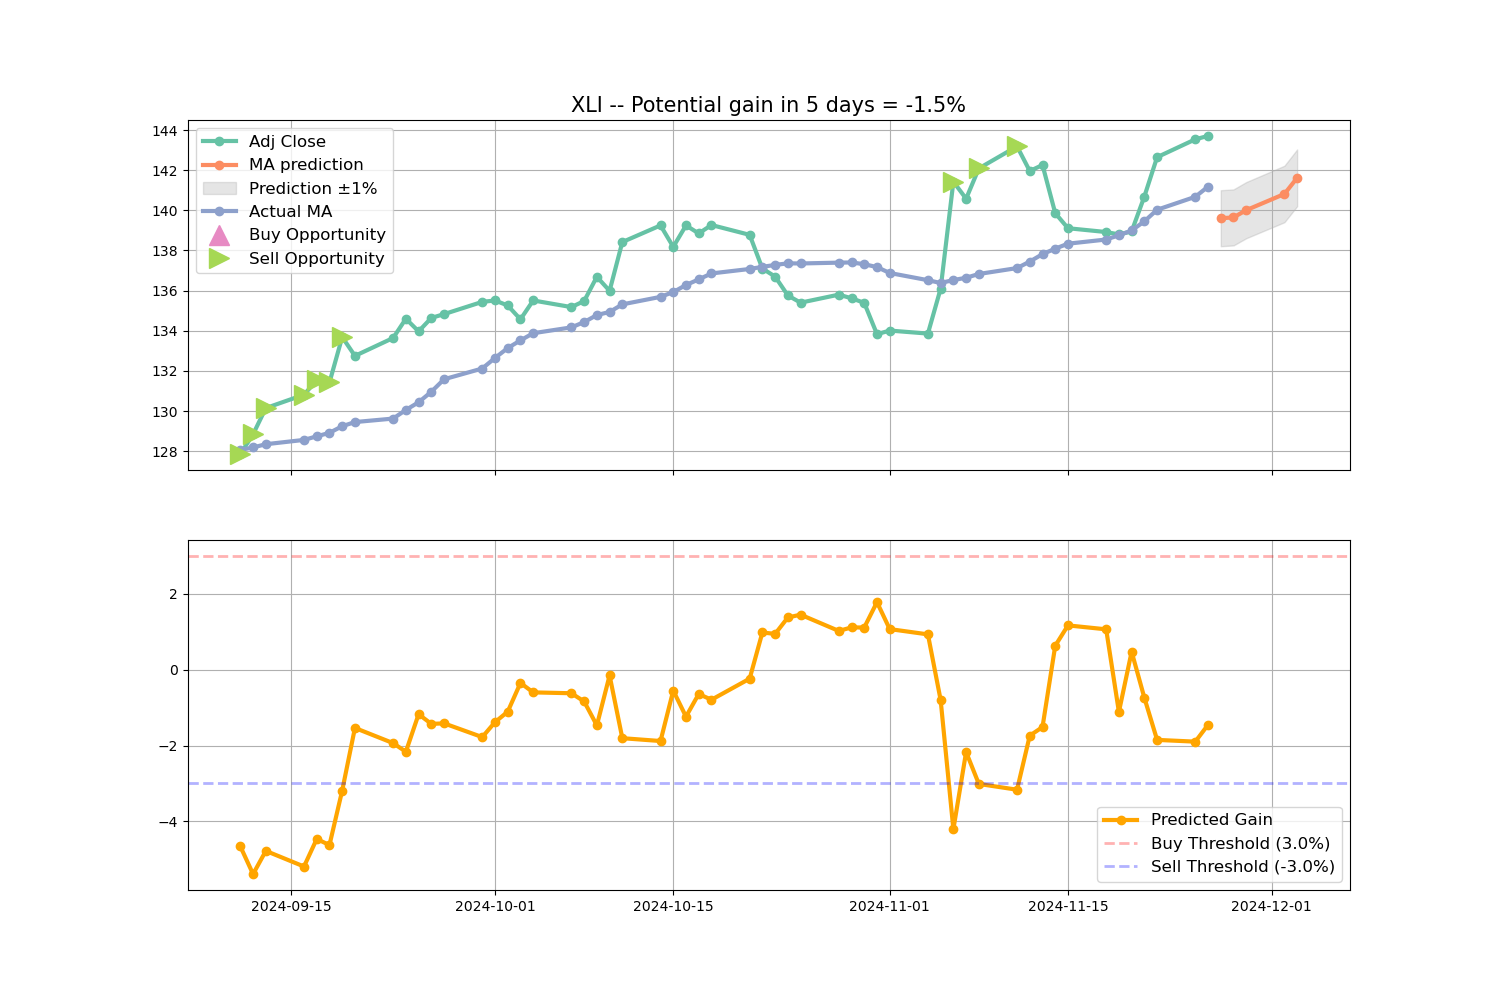 XLI -- Potential gain in 5 days = -1.5%
144
142
140
138
136
134
132
130
128
Adj Close
MA prediction
Prediction ±1%
Actual MA
Buy Opportunity
Sell Opportunity
2
0
−2
−4
Predicted Gain
Buy Threshold (3.0%)
Sell Threshold (-3.0%)
2024-09-15
2024-10-01
2024-10-15
2024-11-01
2024-11-15
2024-12-01